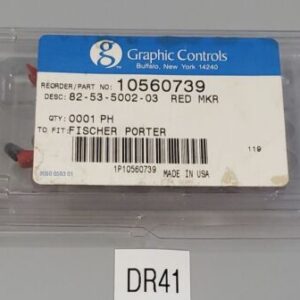 g
Graphic Controls
Buffalo, New York 14240
REORDER/PART NO: 10560739
DESC: 82-53-5002-03 RED MKR
QTY: 0001 PH
TO FIT: FISCHER PORTER
119
1P10560739 MADE IN USA
DR41